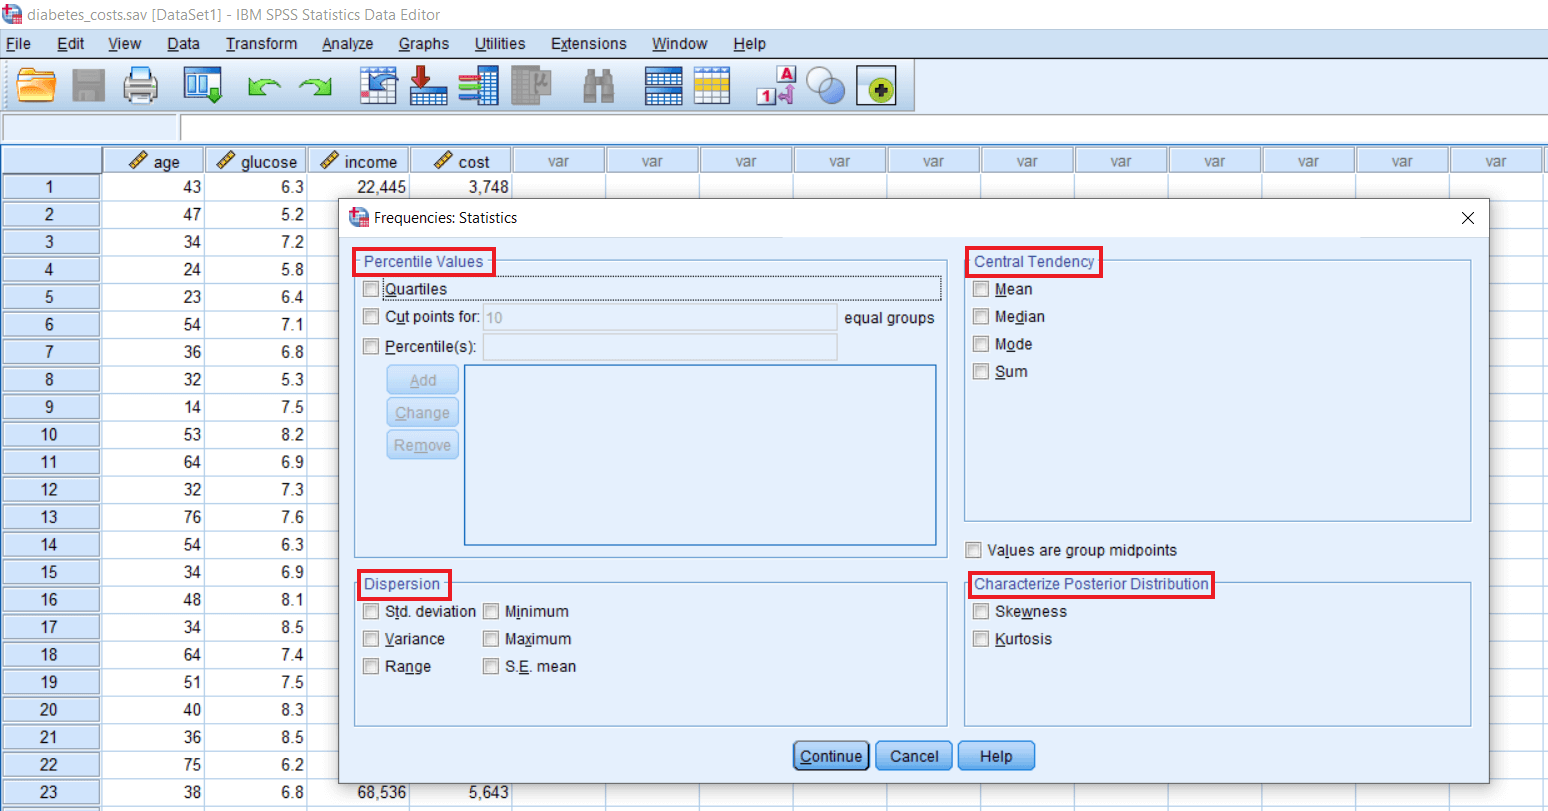 diabetes_costs.sav [DataSet1] - IBM SPSS Statistics Data Editor
File Edit View Data Transform Analyze Graphs Utilities Extensions Window Help
A
1
μ
age glucose income cost var var var var var var var var var var var
1 43 6.3 22,445 3,748
2 47 5.2
3 34 7.2
4 24 5.8
5 23 6.4
6 54 7.1
7 36 6.8
8 32 5.3
9 14 7.5
10 53 8.2
11 64 6.9
12 32 7.3
13 76 7.6
14 54 6.3
15 34 6.9
16 48 8.1
17 34 8.5
18 64 7.4
19 51 7.5
20 40 8.3
21 36 8.5
22 75 6.2
23 38 6.8 68,536 5,643
Frequencies: Statistics
Percentile Values
Quartiles
Cut points for: 10 equal groups
Percentile(s):
Add
Change
Remove
Central Tendency
Mean
Median
Mode
Sum
Values are group midpoints
Dispersion
Std. deviation Minimum
Variance Maximum
Range S.E. mean
Characterize Posterior Distribution
Skewness
Kurtosis
Continue Cancel Help